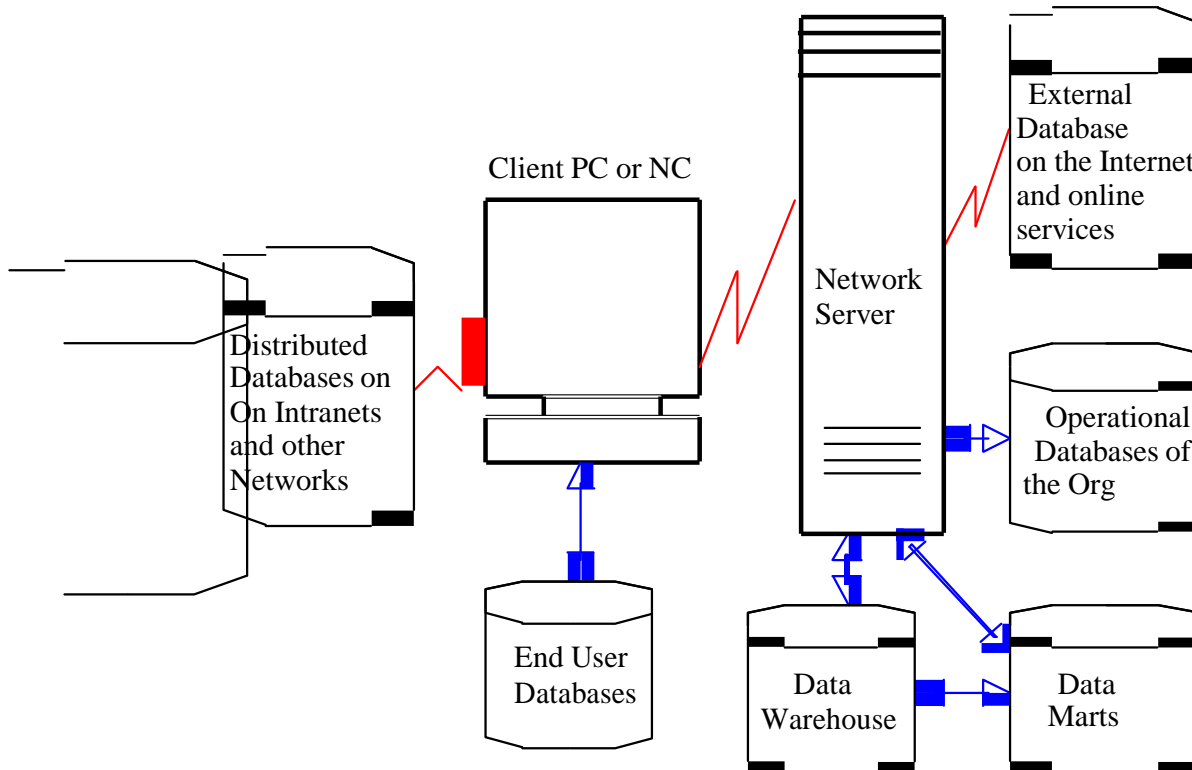 External
Database
on the Internet
and online
services
Client PC or NC
Network
Server
Distributed
Databases on
On Intranets
and other
Networks
Operational
Databases of
the Org
End User
Databases
Data
Warehouse
Data
Marts